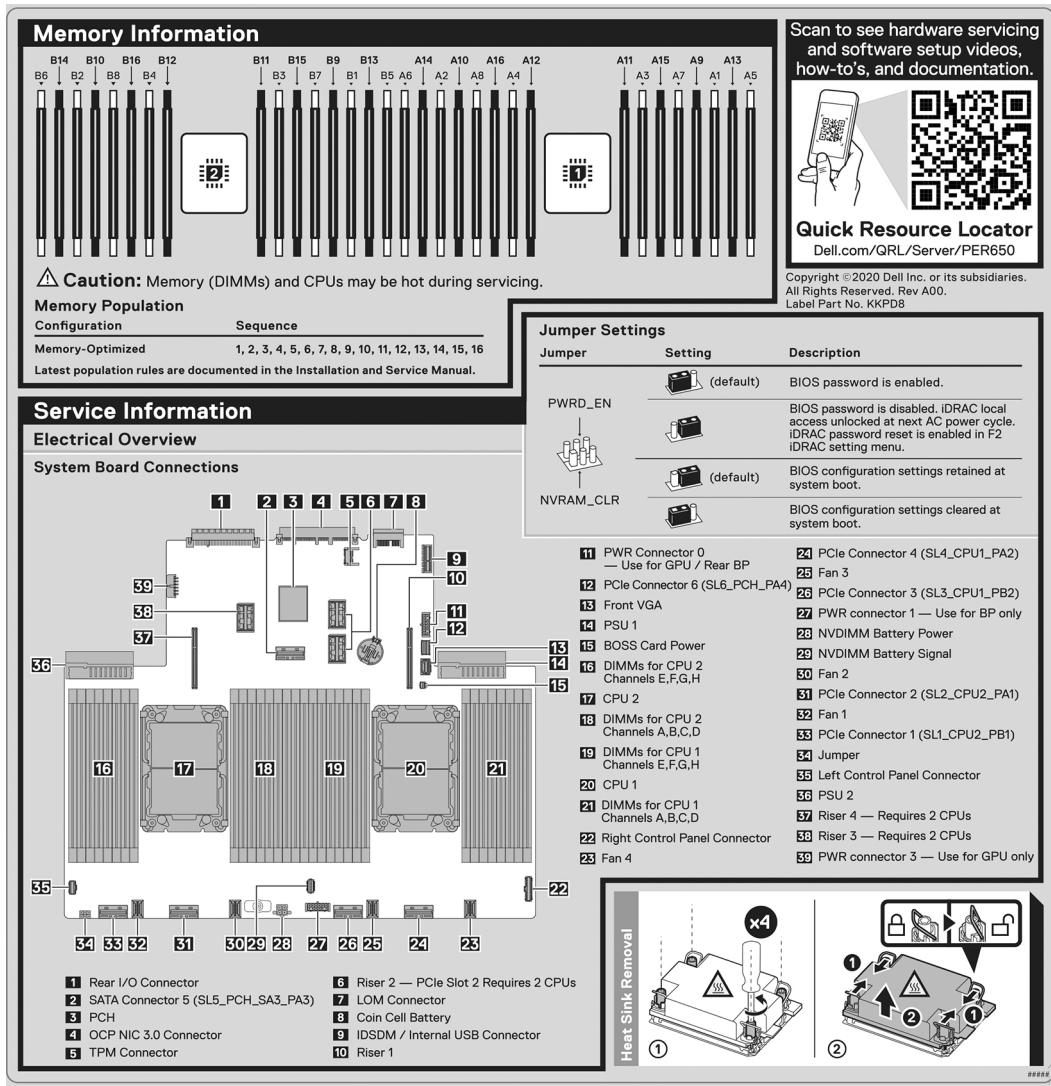 Memory Information
B14 B10 B16 B12 B11 B15 B9 B13 A14 A10 A16 A12 A11 A15 A9 A13
B6 B2 B8 B4 B3 B7 B1 B5 A6 A2 A8 A4 A3 A7 A1 A5
2
1
Caution: Memory (DIMMs) and CPUs may be hot during servicing.
Memory Population
Configuration Sequence
Memory-Optimized 1, 2, 3, 4, 5, 6, 7, 8, 9, 10, 11, 12, 13, 14, 15, 16
Latest population rules are documented in the Installation and Service Manual.
Scan to see hardware servicing
and software setup videos,
how-to's, and documentation.
Quick Resource Locator
Dell.com/QRL/Server/PER650
Copyright ©2020 Dell Inc. or its subsidiaries.
All Rights Reserved. Rev A00.
Label Part No. KKPD8
Jumper Settings
Jumper Setting Description
PWRD_EN
NVRAM_CLR
(default) BIOS password is enabled.
BIOS password is disabled. iDRAC local
access unlocked at next AC power cycle.
iDRAC password reset is enabled in F2
iDRAC setting menu.
(default) BIOS configuration settings retained at
system boot.
BIOS configuration settings cleared at
system boot.
Service Information
Electrical Overview
System Board Connections
1 2 3 4 5 6 7 8
9
10
39
38
11
12
37
13
36
14
15
16 17 18 19 20 21
35
22
34 33 32 31 30 29 28 27 26 25 24 23
1 Rear I/O Connector
2 SATA Connector 5 (SL5_PCH_SA3_PA3)
3 PCH
4 OCP NIC 3.0 Connector
5 TPM Connector
6 Riser 2 — PCIe Slot 2 Requires 2 CPUs
7 LOM Connector
8 Coin Cell Battery
9 IDSDM / Internal USB Connector
10 Riser 1
11 PWR Connector 0
— Use for GPU / Rear BP
12 PCIe Connector 6 (SL6_PCH_PA4)
13 Front VGA
14 PSU 1
15 BOSS Card Power
16 DIMMs for CPU 2
Channels E,F,G,H
17 CPU 2
18 DIMMs for CPU 2
Channels A,B,C,D
19 DIMMs for CPU 1
Channels E,F,G,H
20 CPU 1
21 DIMMs for CPU 1
Channels A,B,C,D
22 Right Control Panel Connector
23 Fan 4
24 PCIe Connector 4 (SL4_CPU1_PA2)
25 Fan 3
26 PCIe Connector 3 (SL3_CPU1_PB2)
27 PWR connector 1 — Use for BP only
28 NVDIMM Battery Power
29 NVDIMM Battery Signal
30 Fan 2
31 PCIe Connector 2 (SL2_CPU2_PA1)
32 Fan 1
33 PCIe Connector 1 (SL1_CPU2_PB1)
34 Jumper
35 Left Control Panel Connector
36 PSU 2
37 Riser 4 — Requires 2 CPUs
38 Riser 3 — Requires 2 CPUs
39 PWR connector 3 — Use for GPU only
Heat Sink Removal
x4
1
1
2
1
2
#####